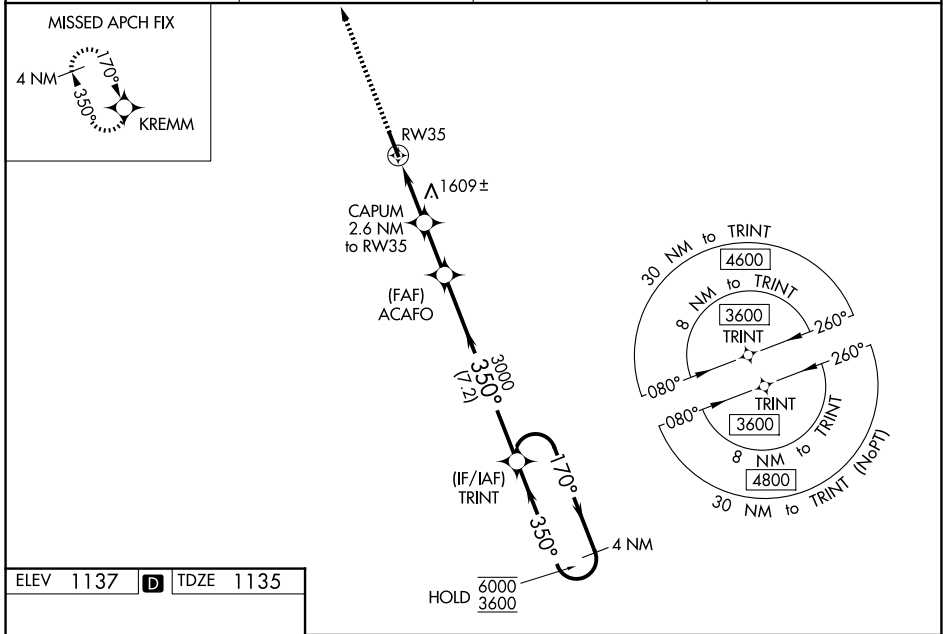 MISSED APCH FIX
4 NM
170°
350°
KREMM
RW35
1609±
CAPUM
2.6 NM
to RW35
(FAF)
ACAFO
3000
350°
(7.2)
(IF/IAF)
TRINT
170°
350°
4 NM
HOLD
6000
3600
30 NM to TRINT
4600
8 NM to TRINT
3600
TRINT
260°
080°
260°
080°
TRINT
3600
8 NM to TRINT
4800
30 NM to TRINT (NoPT)
ELEV 1137 D TDZE 1135